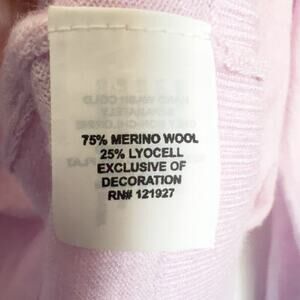 75% MERINO WOOL
25% LYOCELL
EXCLUSIVE OF
DECORATION
RN# 121927